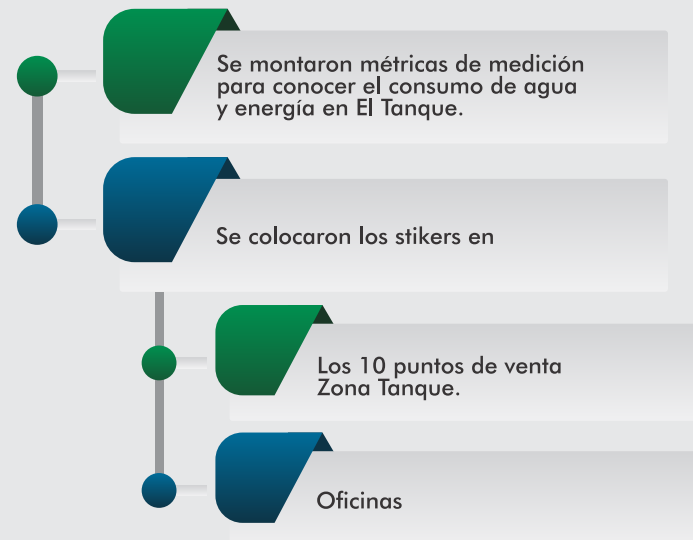 Se montaron métricas de medición
para conocer el consumo de agua
y energía en El Tanque.
Se colocaron los stikers en
Los 10 puntos de venta
Zona Tanque.
Oficinas